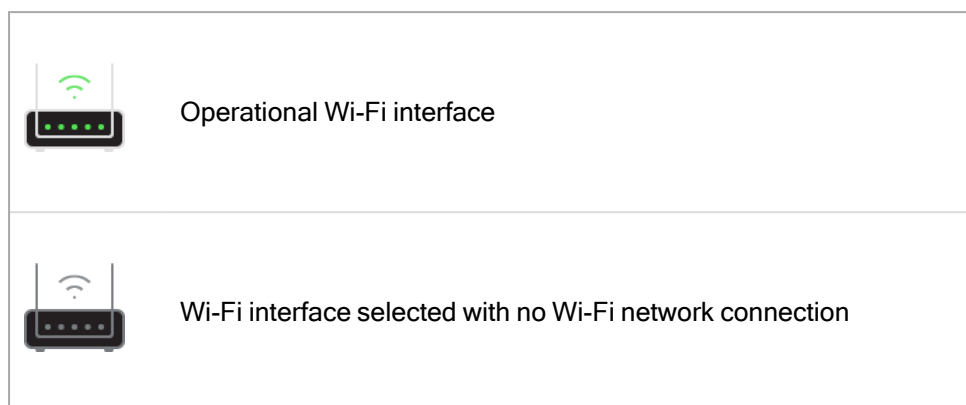 Operational Wi-Fi interface
Wi-Fi interface selected with no Wi-Fi network connection